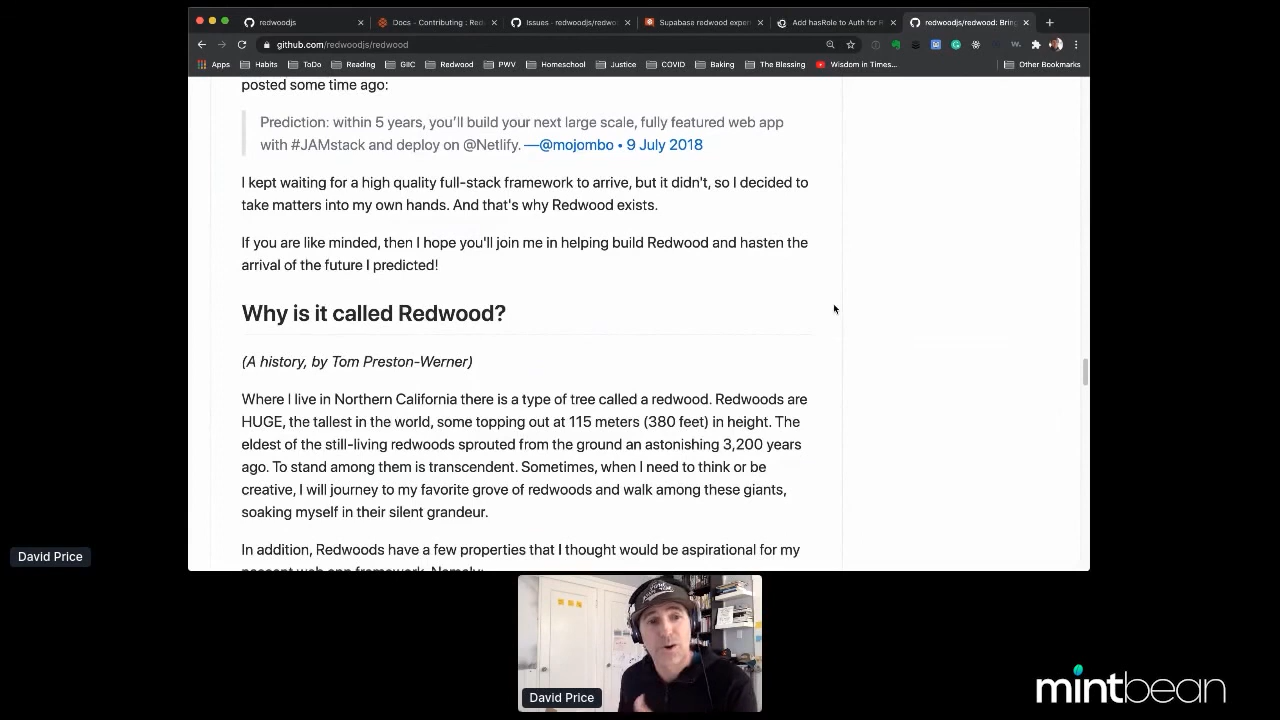 redwoodjs
Docs - Contributing : Red
Issues - redwoodjs/redwo
Supabase redwood exper
Add hasRole to Auth for R
redwoodjs/redwood: Bring
github.com/redwoodjs/redwood
Apps
Habits
ToDo
Reading
GIIC
Redwood
PWV
Homeschool
Justice
COVID
Baking
The Blessing
Wisdom in Times...
Other Bookmarks
posted some time ago:
Prediction: within 5 years, you'll build your next large scale, fully featured web app
with #JAMstack and deploy on @Netlify. —@mojombo • 9 July 2018
I kept waiting for a high quality full-stack framework to arrive, but it didn't, so I decided to
take matters into my own hands. And that's why Redwood exists.
If you are like minded, then I hope you'll join me in helping build Redwood and hasten the
arrival of the future I predicted!
Why is it called Redwood?
(A history, by Tom Preston-Werner)
Where I live in Northern California there is a type of tree called a redwood. Redwoods are
HUGE, the tallest in the world, some topping out at 115 meters (380 feet) in height. The
eldest of the still-living redwoods sprouted from the ground an astonishing 3,200 years
ago. To stand among them is transcendent. Sometimes, when I need to think or be
creative, I will journey to my favorite grove of redwoods and walk among these giants,
soaking myself in their silent grandeur.
In addition, Redwoods have a few properties that I thought would be aspirational for my
David Price
David Price
mintbean